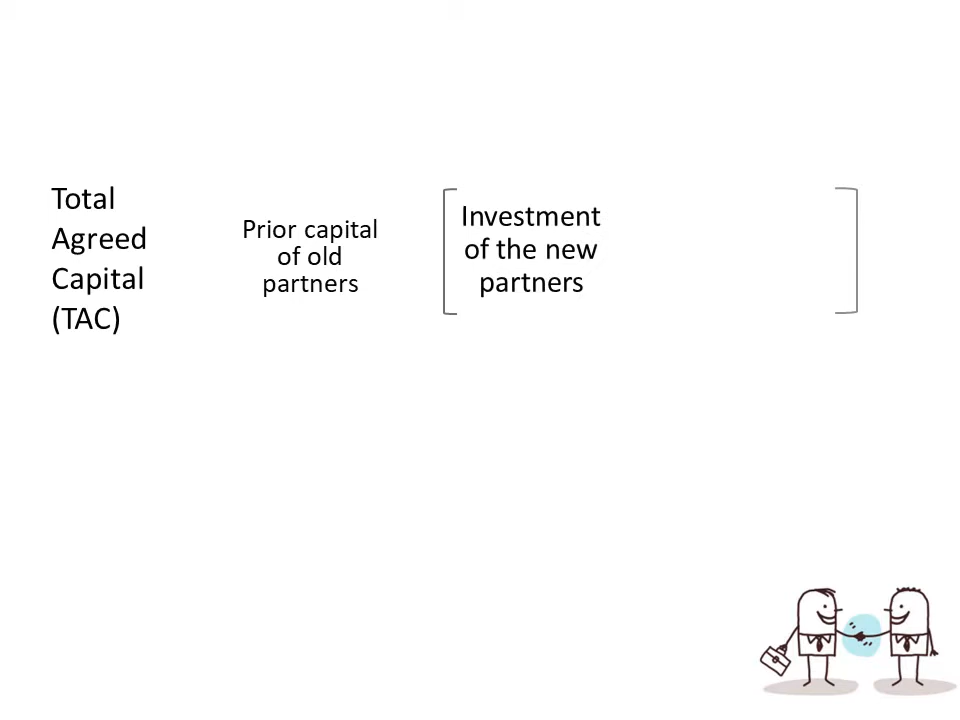 Total
Agreed
Capital
(TAC)
Prior capital
of old
partners
Investment
of the new
partners